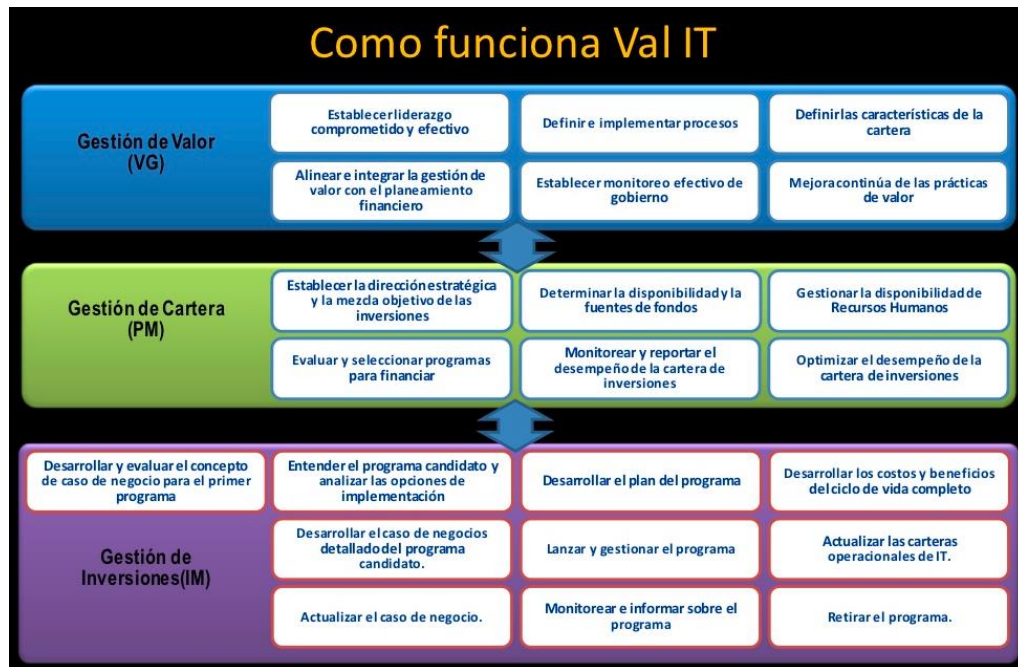 Como funciona Val IT
Gestión de Valor
(VG)
Establecer liderazgo
comprometido y efectivo
Definir e implementar procesos
Definir las características de la
cartera
Alinear e integrar la gestión de
valor con el planeamiento
financiero
Establecer monitoreo efectivo de
gobierno
Mejora continúa de las prácticas
de valor
Gestión de Cartera
(PM)
Establecer la dirección estratégica
y la mezcla objetivo de las
inversiones
Determinar la disponibilidad y la
fuentes de fondos
Gestionar la disponibilidad de
Recursos Humanos
Evaluar y seleccionar programas
para financiar
Monitorear y reportar el
desempeño de la cartera de
inversiones
Optimizar el desempeño de la
cartera de inversiones
Desarrollar y evaluar el concepto
de caso de negocio para el primer
programa
Entender el programa candidato y
analizar las opciones de
implementación
Desarrollar el plan del programa
Desarrollar los costos y beneficios
del ciclo de vida completo
Gestión de
Inversiones(IM)
Desarrollar el caso de negocios
detallado del programa
candidato.
Lanzar y gestionar el programa
Actualizar las carteras
operacionales de IT.
Actualizar el caso de negocio.
Monitorear e informar sobre el
programa
Retirar el programa.